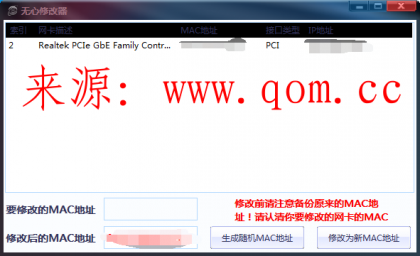 无心修改器
索引 网卡描述 MAC地址 接口类型 IP地址
2 Realtek PCIe GbE Family Contr... PCI
来源：www.qom.cc
要修改的MAC地址
修改前请注意备份原来的MAC地
址！请认清你要修改的网卡的MAC
修改后的MAC地址 生成随机MAC地址 修改为新MAC地址